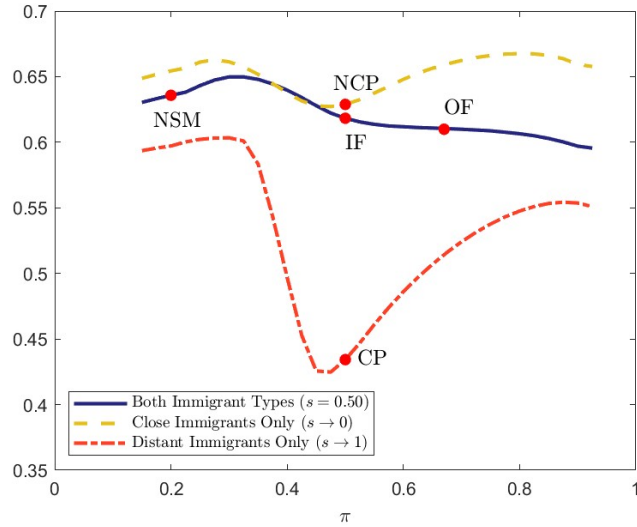 0.7
0.65
0.6
0.55
0.5
0.45
0.4
0.35
NCP
OF
NSM
IF
CP
Both Immigrant Types (s = 0.50)
Close Immigrants Only (s → 0)
Distant Immigrants Only (s → 1)
0 0.2 0.4 0.6 0.8 1
π